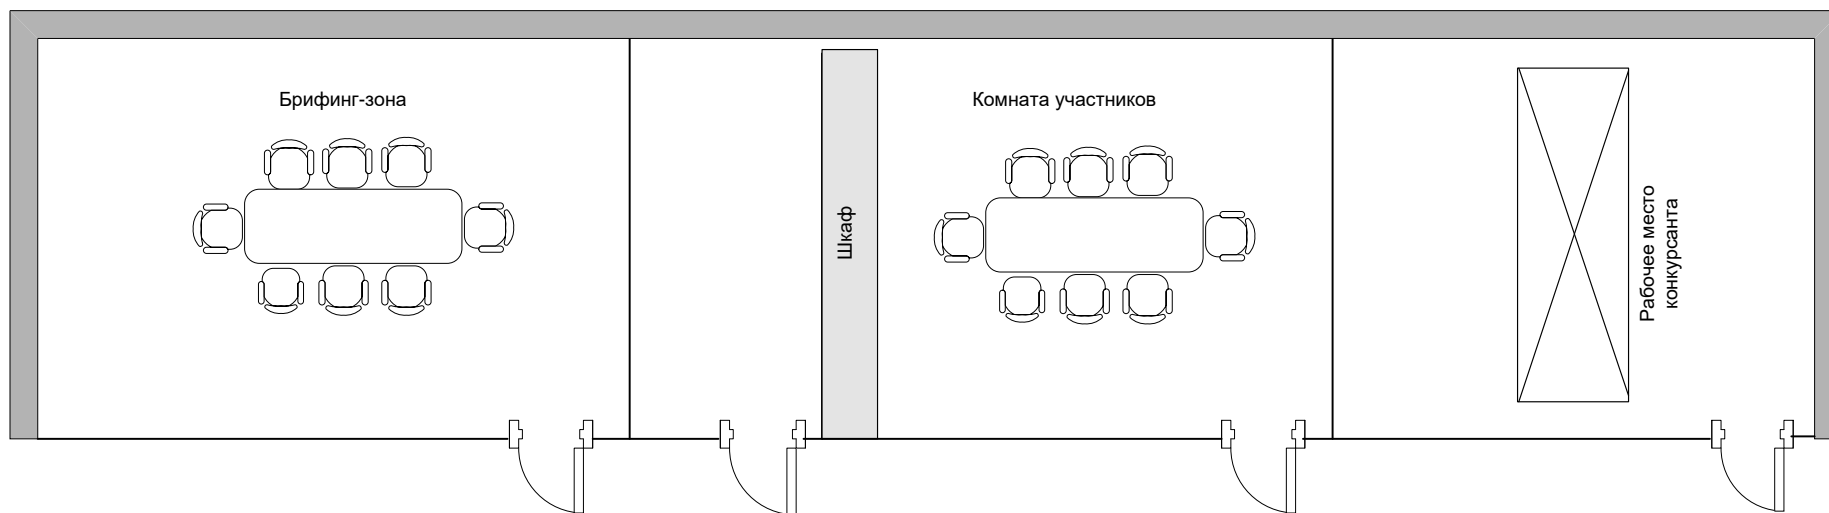 Брифинг-зона
Шкаф
Комната участников
Рабочее место
конкурсанта